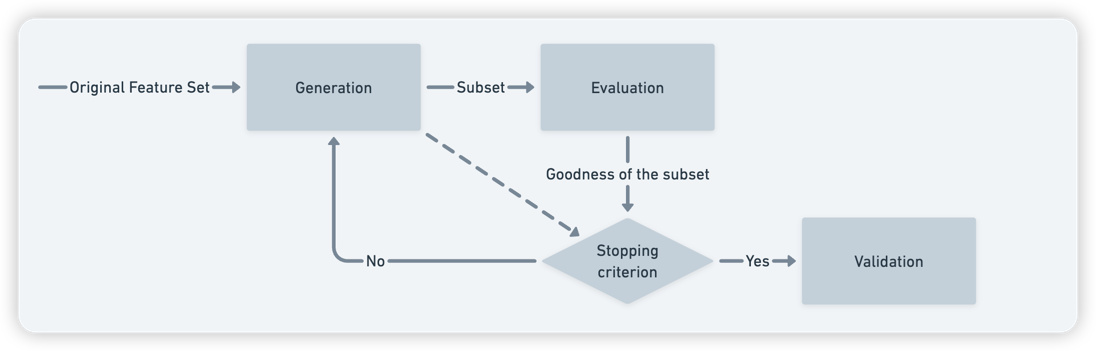 Original Feature Set
Generation
Subset
Evaluation
Goodness of the subset
Stopping
criterion
No
Yes
Validation